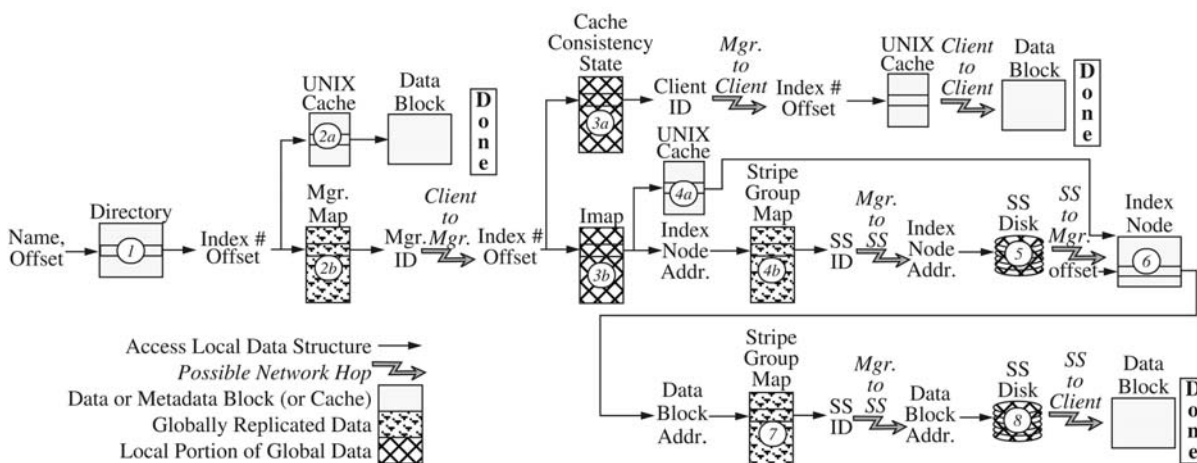 Cache
Consistency
State
3a
Client
ID
Mgr.
to
Client
Index #
Offset
UNIX
Cache
Client
to
Client
Data
Block
Done
UNIX
Cache
2a
Data
Block
Done
Name,
Offset
Directory
1
Index #
Offset
Mgr.
Map
2b
Mgr.
ID
Client
to
Mgr.
Index #
Offset
Imap
3b
UNIX
Cache
4a
Index
Node
Addr.
Stripe
Group
Map
4b
SS
ID
Mgr.
to
SS
Index
Node
Addr.
SS
Disk
5
SS
to
Mgr.
offset
Index
Node
6
Data
Block
Addr.
Stripe
Group
Map
7
SS
ID
Mgr.
to
SS
Data
Block
Addr.
SS
Disk
8
SS
to
Client
Data
Block
Done
Access Local Data Structure
Possible Network Hop
Data or Metadata Block (or Cache)
Globally Replicated Data
Local Portion of Global Data